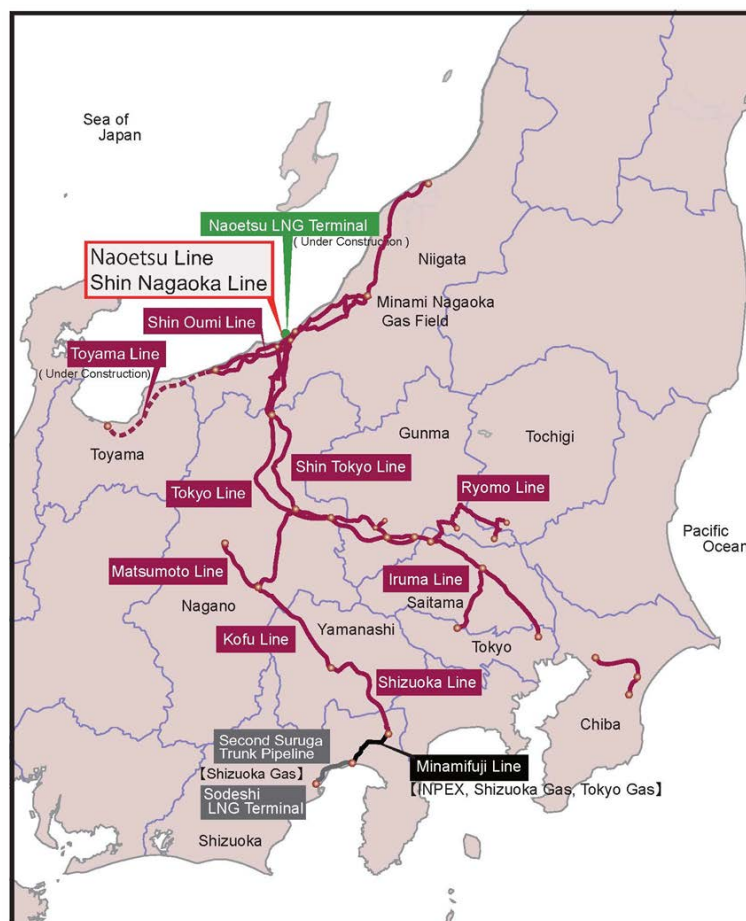 Sea of
Japan
Naoetsu LNG Terminal
( Under Construction )
Naoetsu Line
Shin Nagaoka Line
Niigata
Minami Nagaoka
Gas Field
Shin Oumi Line
Toyama Line
( Under Construction)
Toyama
Gunma
Tochigi
Shin Tokyo Line
Tokyo Line
Ryomo Line
Pacific
Ocean
Matsumoto Line
Iruma Line
Nagano
Saitama
Yamanashi
Kofu Line
Tokyo
Shizuoka Line
Chiba
Second Suruga
Trunk Pipeline
【Shizuoka Gas】
Minamifuji Line
【INPEX, Shizuoka Gas, Tokyo Gas】
Sodeshi
LNG Terminal
Shizuoka